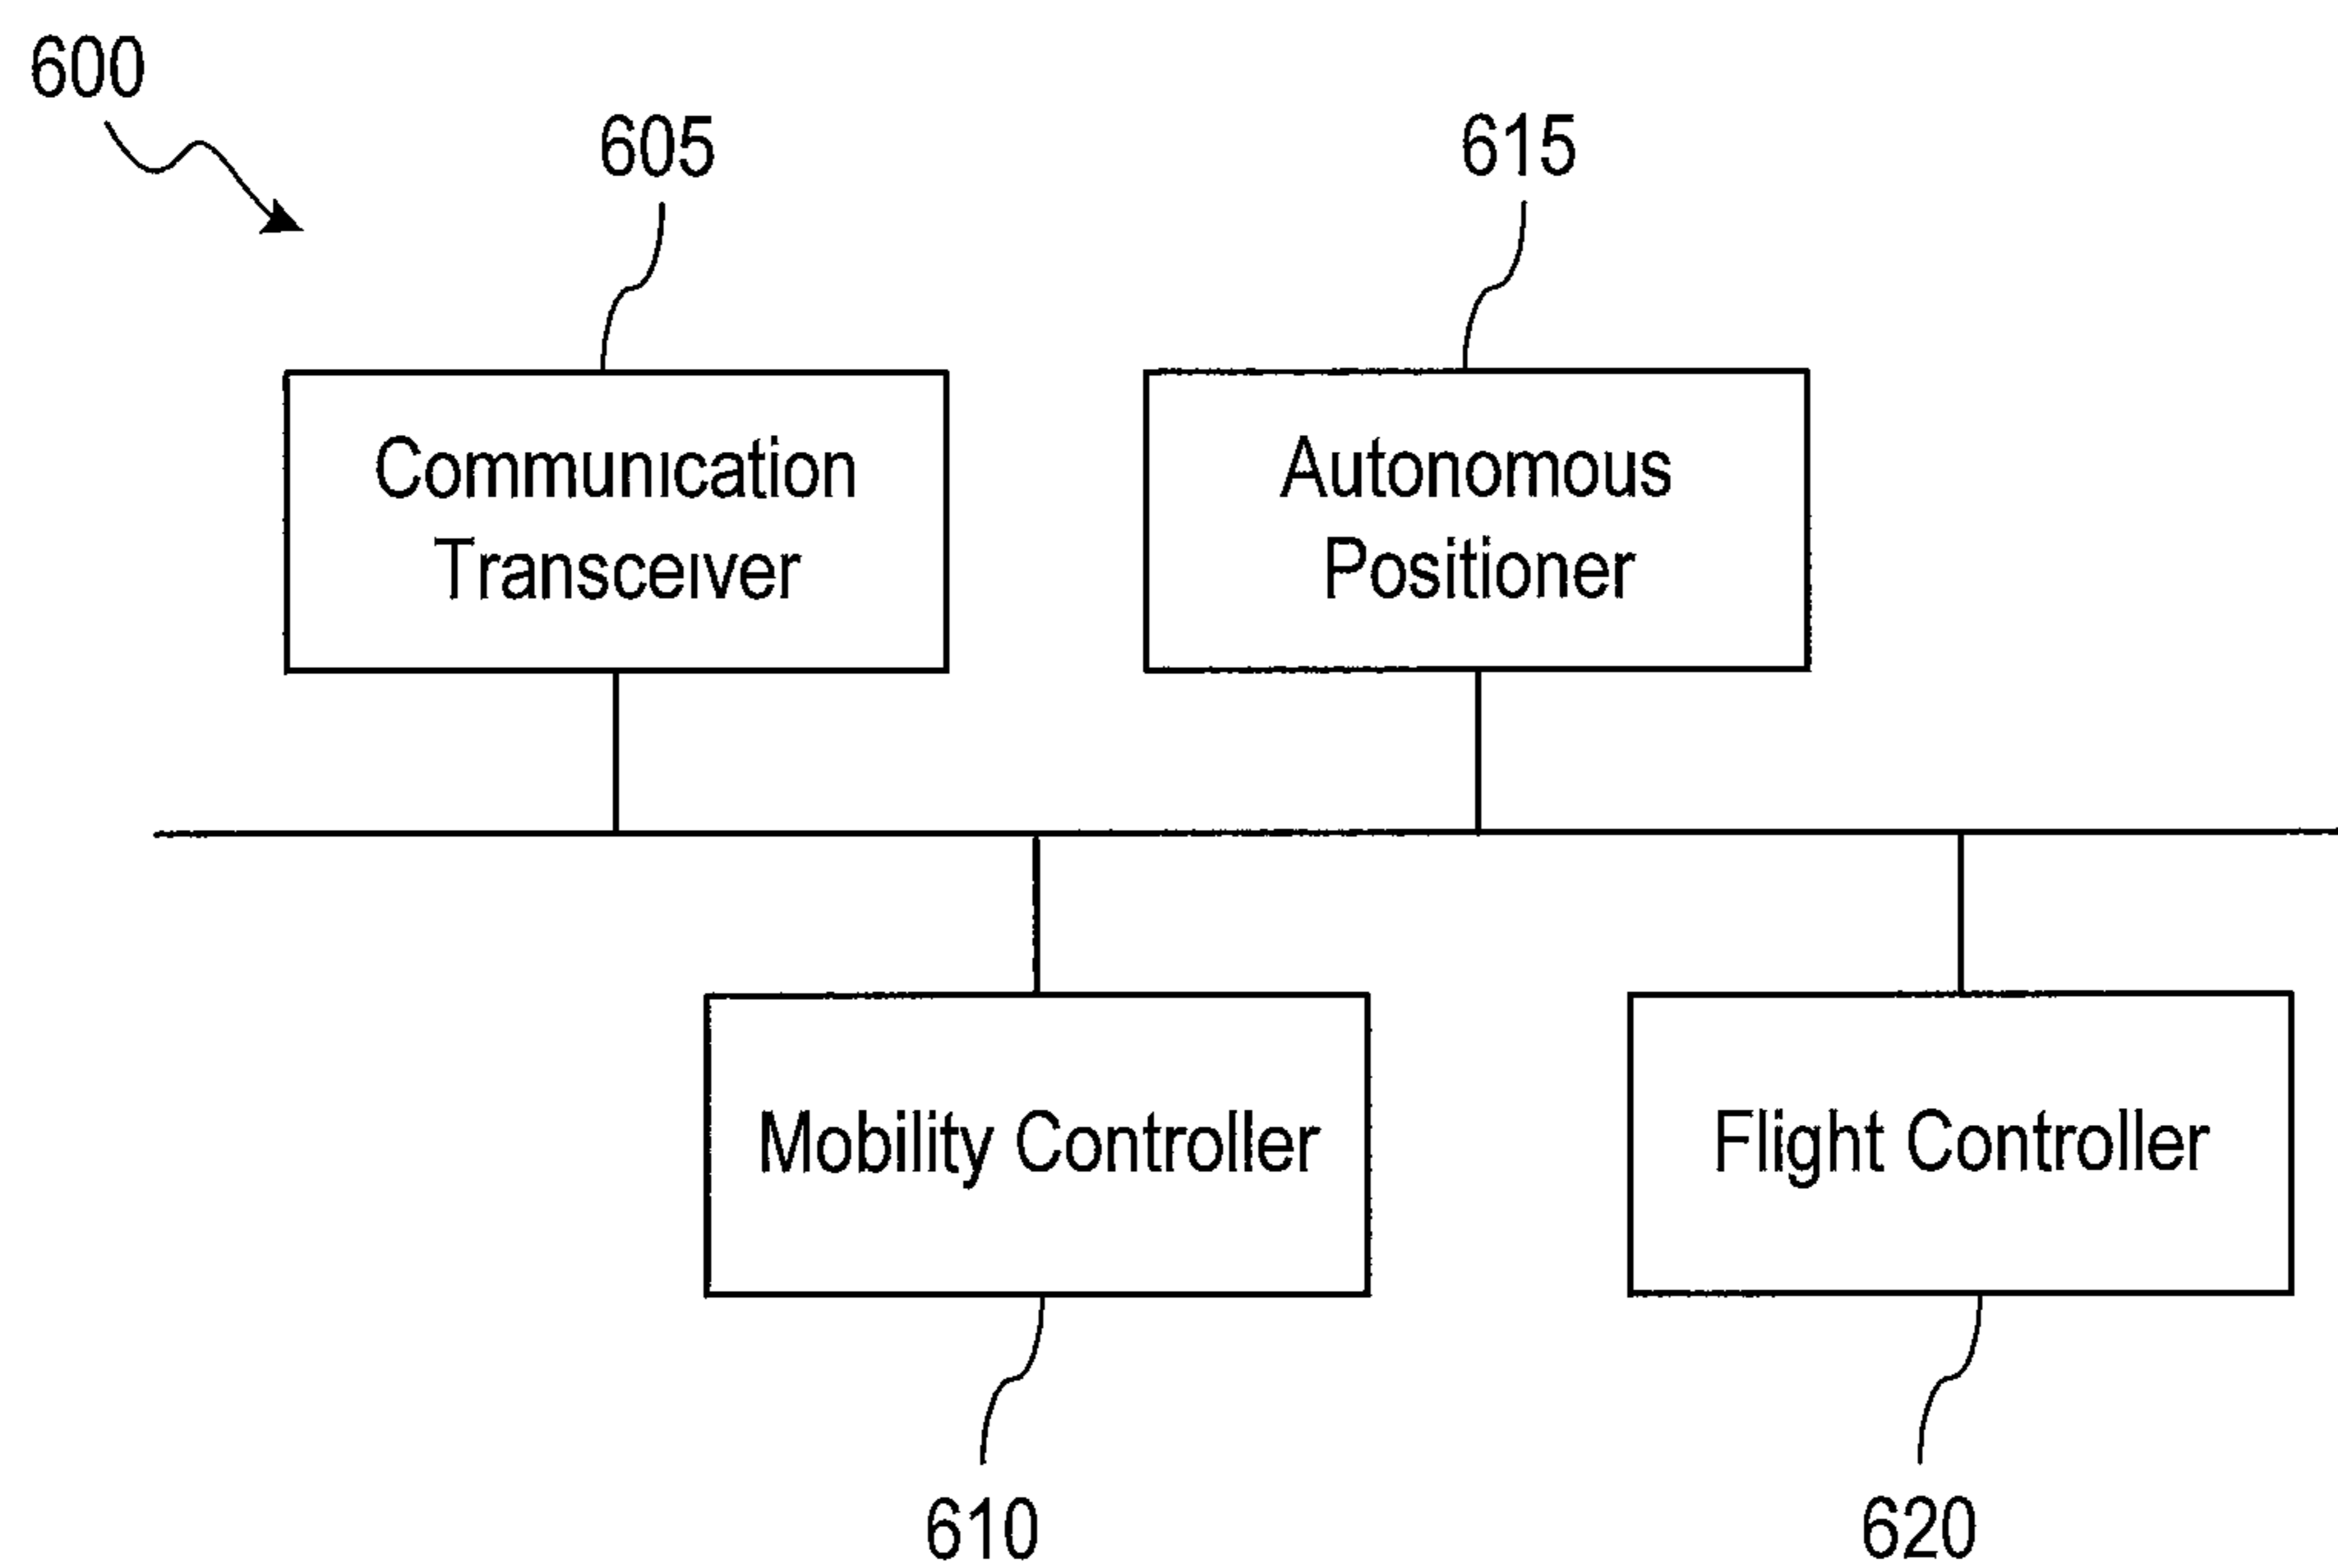 600
605
615
Communication
Transceiver
Autonomous
Positioner
Mobility Controller
Flight Controller
610
620